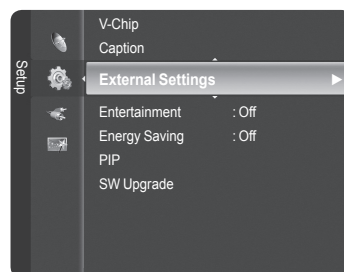 Setup
V-Chip
Caption
External Settings
Entertainment : Off
Energy Saving : Off
PIP
SW Upgrade